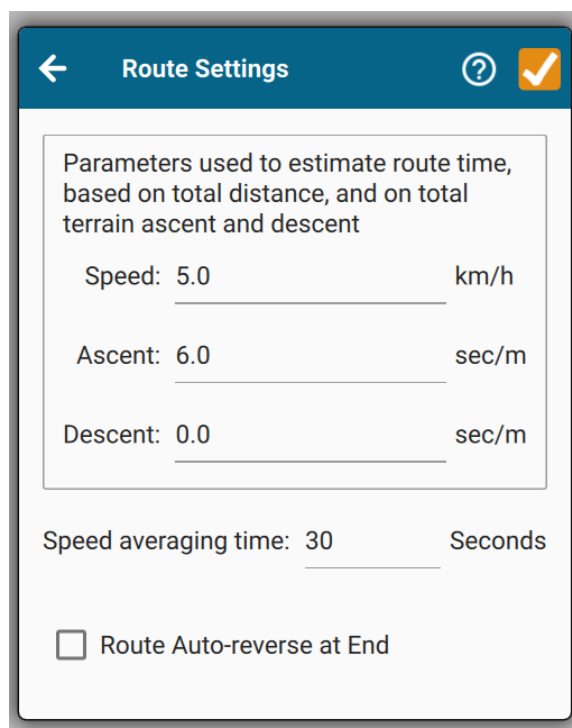 Route Settings
Parameters used to estimate route time,
based on total distance, and on total
terrain ascent and descent
Speed: 5.0 km/h
Ascent: 6.0 sec/m
Descent: 0.0 sec/m
Speed averaging time: 30 Seconds
Route Auto-reverse at End